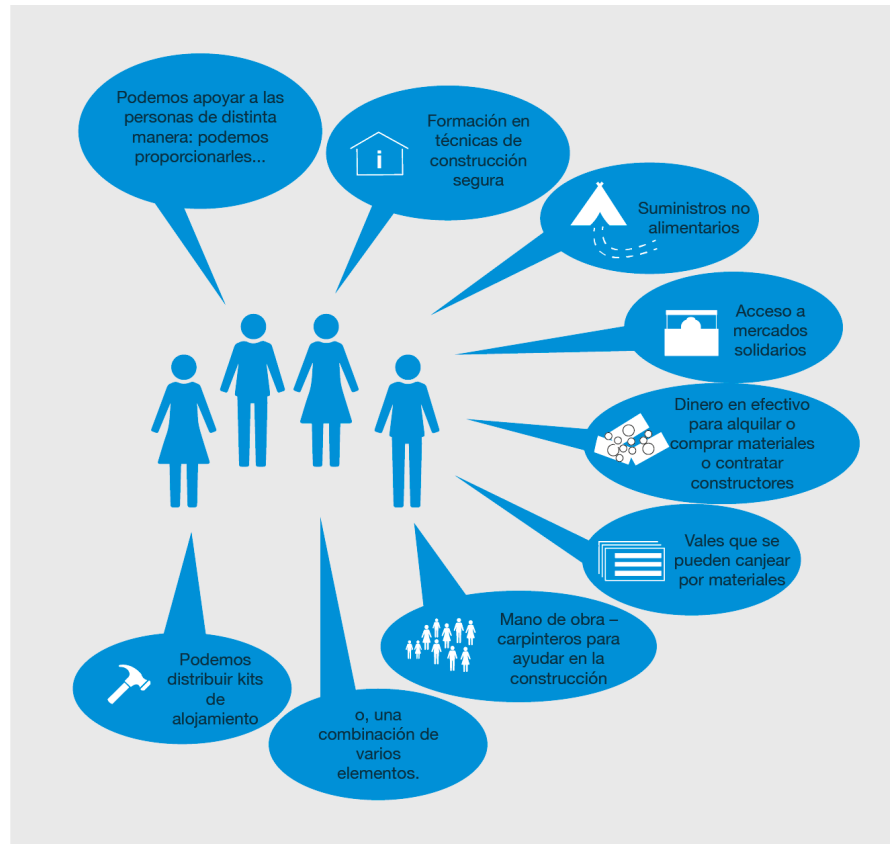 Podemos apoyar a las
personas de distinta
manera: podemos
proporcionarles...
Formación en
técnicas de
construcción
segura
i
Suministros no
alimentarios
Acceso a
mercados
solidarios
Dinero en efectivo
para alquilar o
comprar materiales
o contratar
constructores
Vales que se
pueden canjear
por materiales
Mano de obra –
carpinteros para
ayudar en la
construcción
o, una
combinación de
varios
elementos.
Podemos
distribuir kits
de
alojamiento